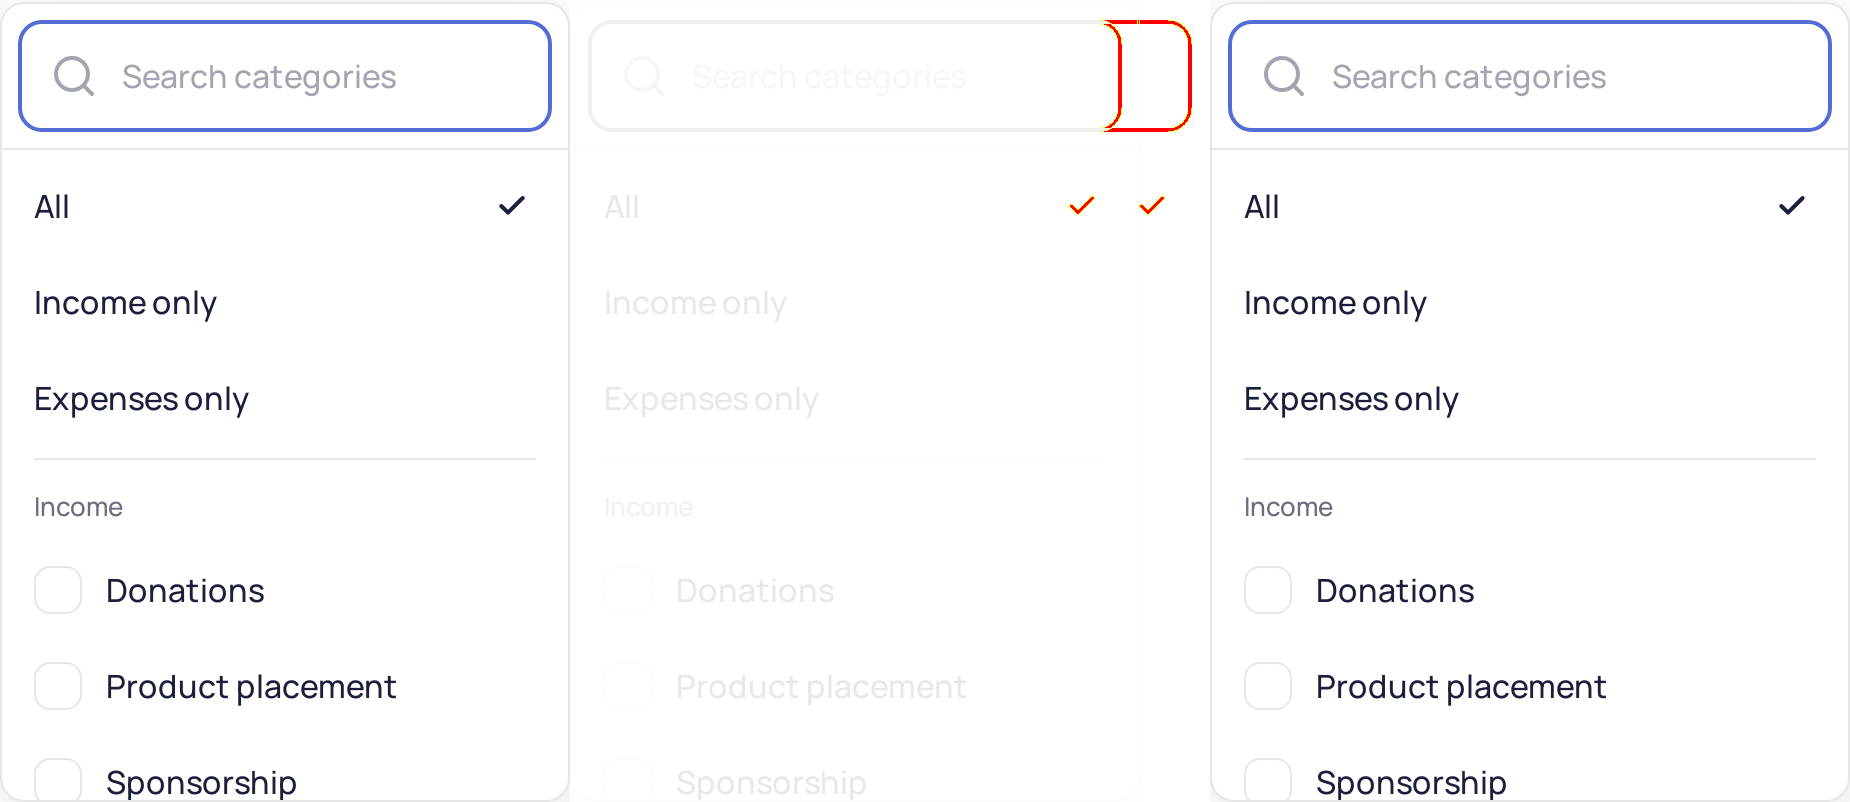 Search categories
All
Income only
Expenses only
Income
Donations
Product placement
Sponsorship
Search categories
All
Income only
Expenses only
Income
Donations
Product placement
Sponsorship
Search categories
All
Income only
Expenses only
Income
Donations
Product placement
Sponsorship